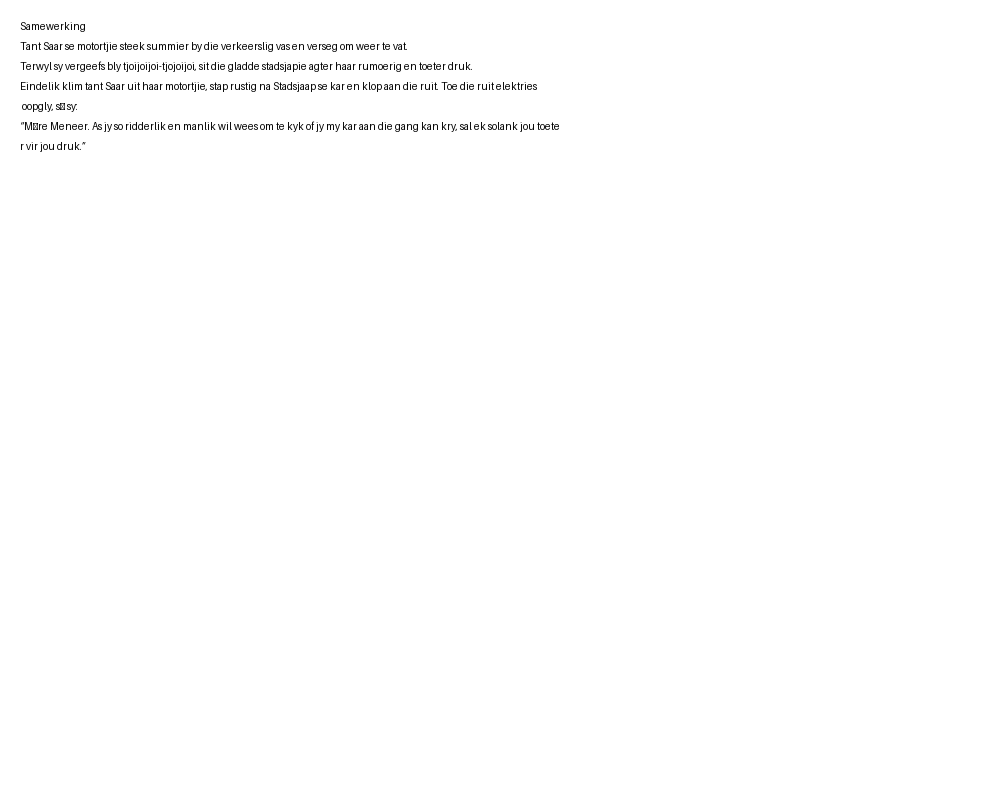 Samewerking
Tant Saar se motortjie steek summier by die verkeerslig vas en verseg om weer te vat.
Terwyl sy vergeefs bly tjoijoijoi-tjojoijoi, sit die gladde stadsjapie agter haar rumoerig en toeter druk.
Eindelik klim tant Saar uit haar motortjie, stap rustig na Stadsjaap se kar en klop aan die ruit. Toe die ruit elektries
oopgly, s□ sy:
“M□re Meneer. As jy so ridderlik en manlik wil wees om te kyk of jy my kar aan die gang kan kry, sal ek solank jou toete
r vir jou druk.”